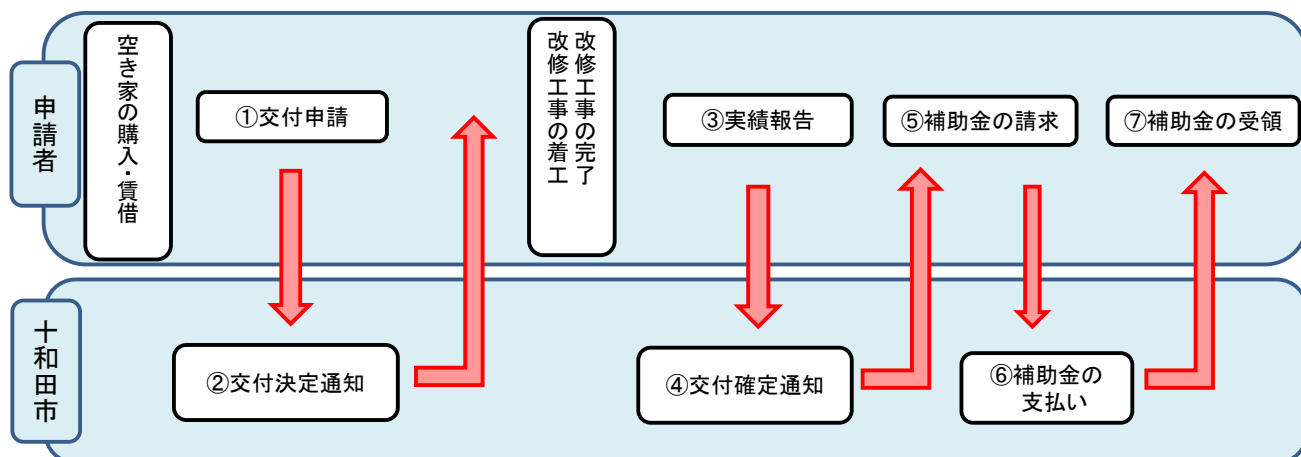 申請者
空き家の購入・賃借
①交付申請
改修工事の完了
改修工事の着工
③実績報告
⑤補助金の請求
⑦補助金の受領
十和田市
②交付決定通知
④交付確定通知
⑥補助金の
支払い